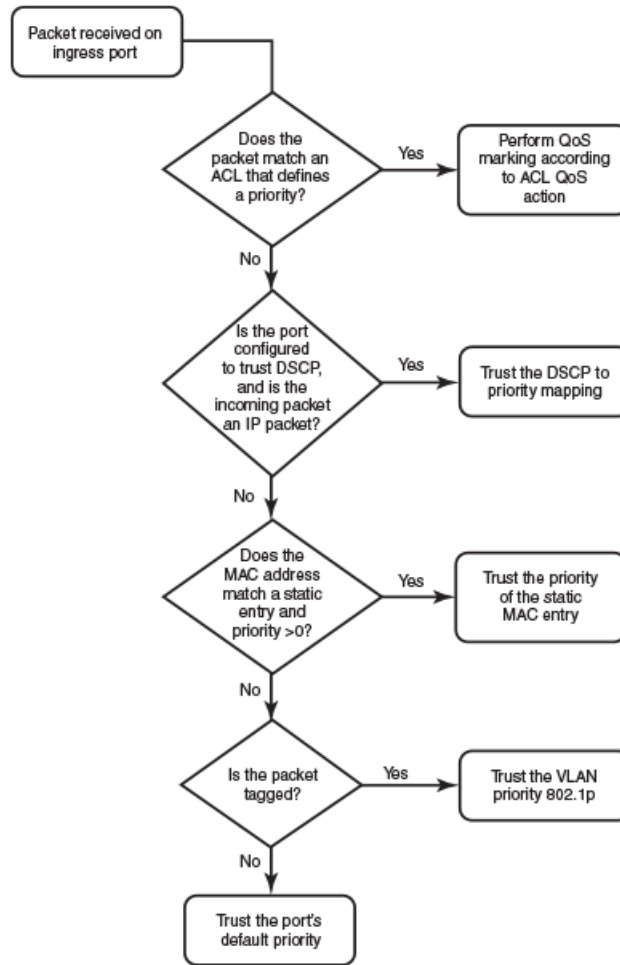 Packet received on
ingress port
Does the
packet match an
ACL that defines
a priority?
Yes
Perform QoS
marking according
to ACL QoS
action
No
Is the port
configured
to trust DSCP,
and is the
incoming packet
an IP packet?
Yes
Trust the DSCP to
priority mapping
No
Does the
MAC address
match a static
entry and
priority >0?
Yes
Trust the priority
of the static
MAC entry
No
Is the packet
tagged?
Yes
Trust the VLAN
priority 802.1p
No
Trust the port's
default priority